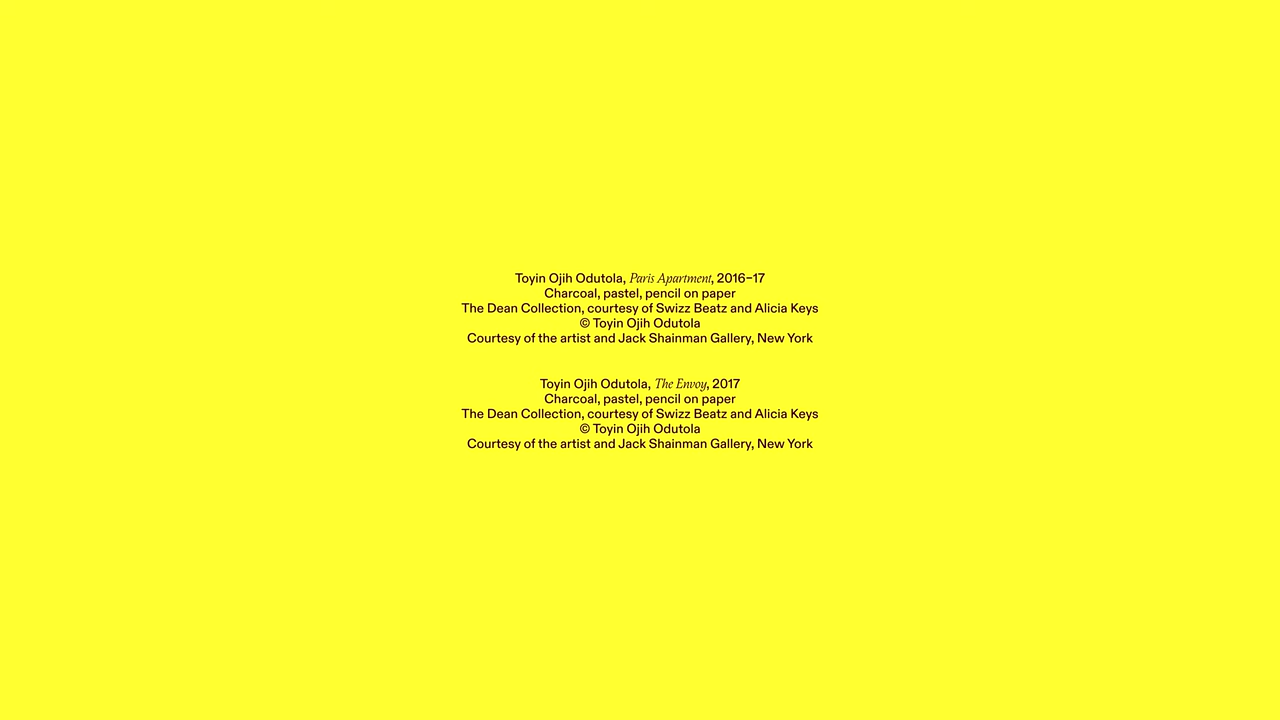 Toyin Ojih Odutola, Paris Apartment, 2016–17
Charcoal, pastel, pencil on paper
The Dean Collection, courtesy of Swizz Beatz and Alicia Keys
© Toyin Ojih Odutola
Courtesy of the artist and Jack Shainman Gallery, New York
Toyin Ojih Odutola, The Envoy, 2017
Charcoal, pastel, pencil on paper
The Dean Collection, courtesy of Swizz Beatz and Alicia Keys
© Toyin Ojih Odutola
Courtesy of the artist and Jack Shainman Gallery, New York